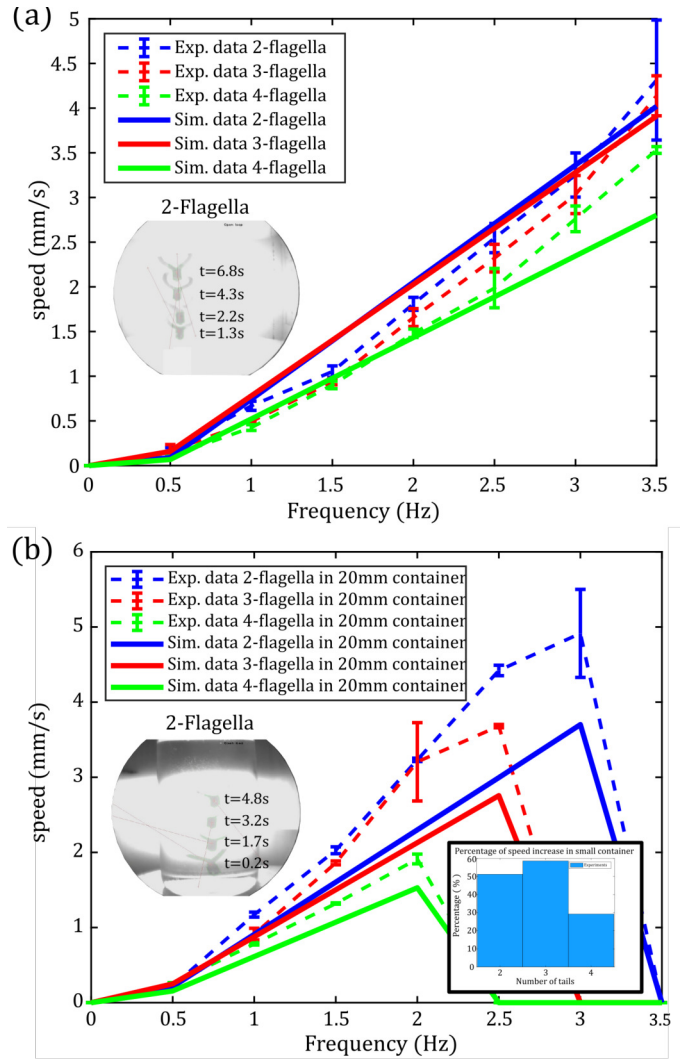 (a)
5
4.5
4
3.5
3
2.5
2
1.5
1
0.5
0
speed (mm/s)
Exp. data 2-flagella
Exp. data 3-flagella
Exp. data 4-flagella
Sim. data 2-flagella
Sim. data 3-flagella
Sim. data 4-flagella
2-Flagella
t=6.8s
t=4.3s
t=2.2s
t=1.3s
0 0.5 1 1.5 2 2.5 3 3.5
Frequency (Hz)
(b)
6
5
4
3
2
1
0
speed (mm/s)
Exp. data 2-flagella in 20mm container
Exp. data 3-flagella in 20mm container
Exp. data 4-flagella in 20mm container
Sim. data 2-flagella in 20mm container
Sim. data 3-flagella in 20mm container
Sim. data 4-flagella in 20mm container
2-Flagella
t=4.8s
t=3.2s
t=1.7s
t=0.2s
Percentage of speed increase in small container
60
50
40
30
20
10
0
Percentage (%)
Experiments
2 3 4
Number of tails
0 0.5 1 1.5 2 2.5 3 3.5
Frequency (Hz)